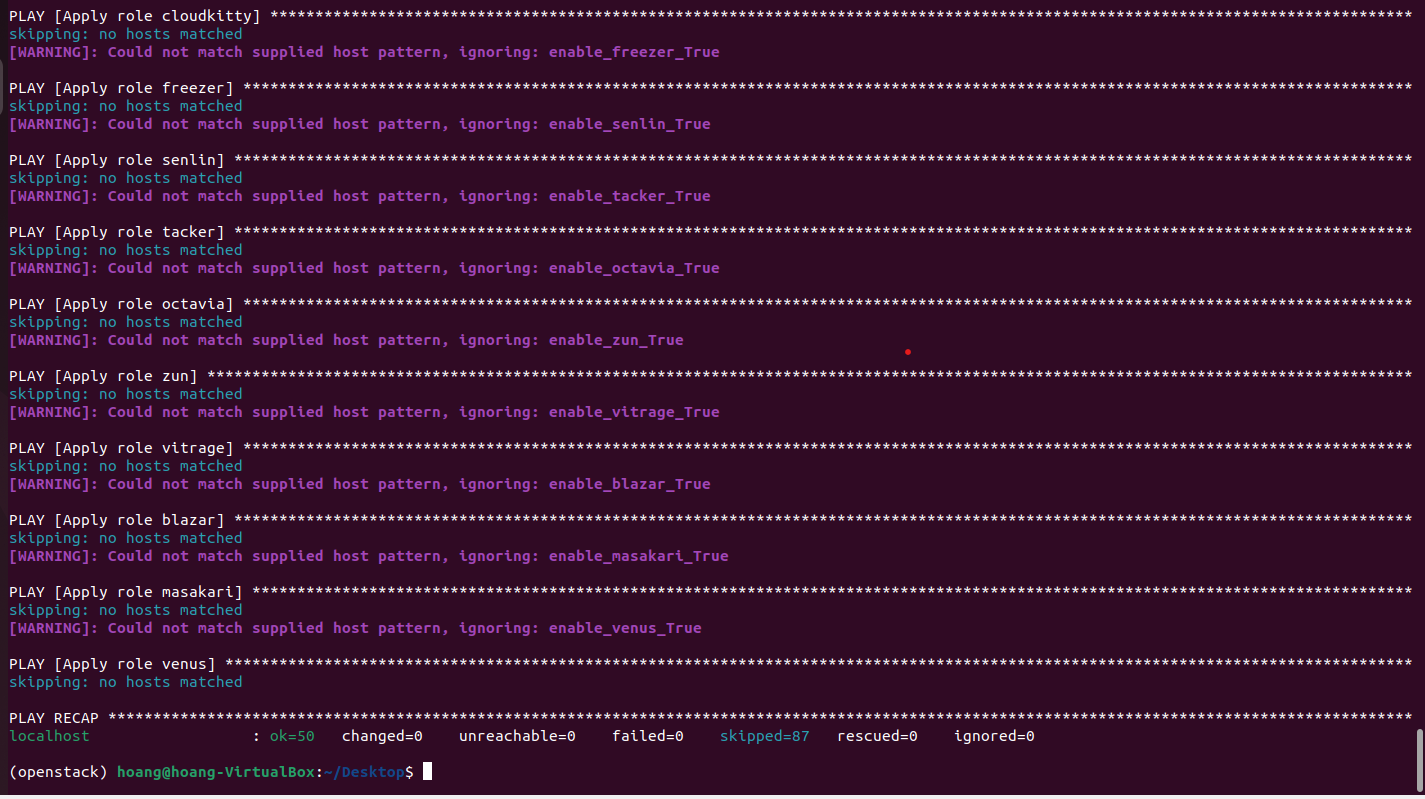 PLAY [Apply role cloudkitty] *******************************************************************************************************************************
skipping: no hosts matched
[WARNING]: Could not match supplied host pattern, ignoring: enable_freezer_True
PLAY [Apply role freezer] **********************************************************************************************************************************
skipping: no hosts matched
[WARNING]: Could not match supplied host pattern, ignoring: enable_senlin_True
PLAY [Apply role senlin] ***********************************************************************************************************************************
skipping: no hosts matched
[WARNING]: Could not match supplied host pattern, ignoring: enable_tacker_True
PLAY [Apply role tacker] ***********************************************************************************************************************************
skipping: no hosts matched
[WARNING]: Could not match supplied host pattern, ignoring: enable_octavia_True
PLAY [Apply role octavia] **********************************************************************************************************************************
skipping: no hosts matched
[WARNING]: Could not match supplied host pattern, ignoring: enable_zun_True
PLAY [Apply role zun] **************************************************************************************************************************************
skipping: no hosts matched
[WARNING]: Could not match supplied host pattern, ignoring: enable_vitrage_True
PLAY [Apply role vitrage] **********************************************************************************************************************************
skipping: no hosts matched
[WARNING]: Could not match supplied host pattern, ignoring: enable_blazar_True
PLAY [Apply role blazar] ***********************************************************************************************************************************
skipping: no hosts matched
[WARNING]: Could not match supplied host pattern, ignoring: enable_masakari_True
PLAY [Apply role masakari] *********************************************************************************************************************************
skipping: no hosts matched
[WARNING]: Could not match supplied host pattern, ignoring: enable_venus_True
PLAY [Apply role venus] ************************************************************************************************************************************
skipping: no hosts matched
PLAY RECAP *************************************************************************************************************************************************
localhost                  : ok=50   changed=0    unreachable=0    failed=0    skipped=87   rescued=0    ignored=0
(openstack) hoang@hoang-VirtualBox:~/Desktop$